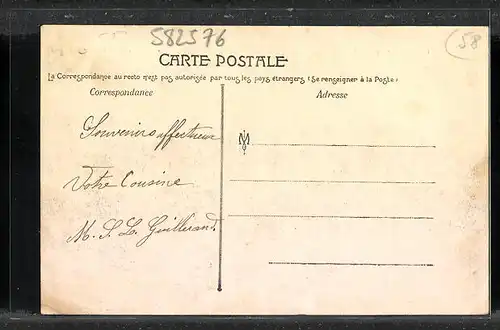 582576
58
CARTE POSTALE
La Correspondance au recto n'est pas autorisée par tous les pays étrangers (Se renseigner à la Poste)
Correspondance
Adresse
Souvenirs affectueux
M
Votre Cousine
M. S. L. Guillerand